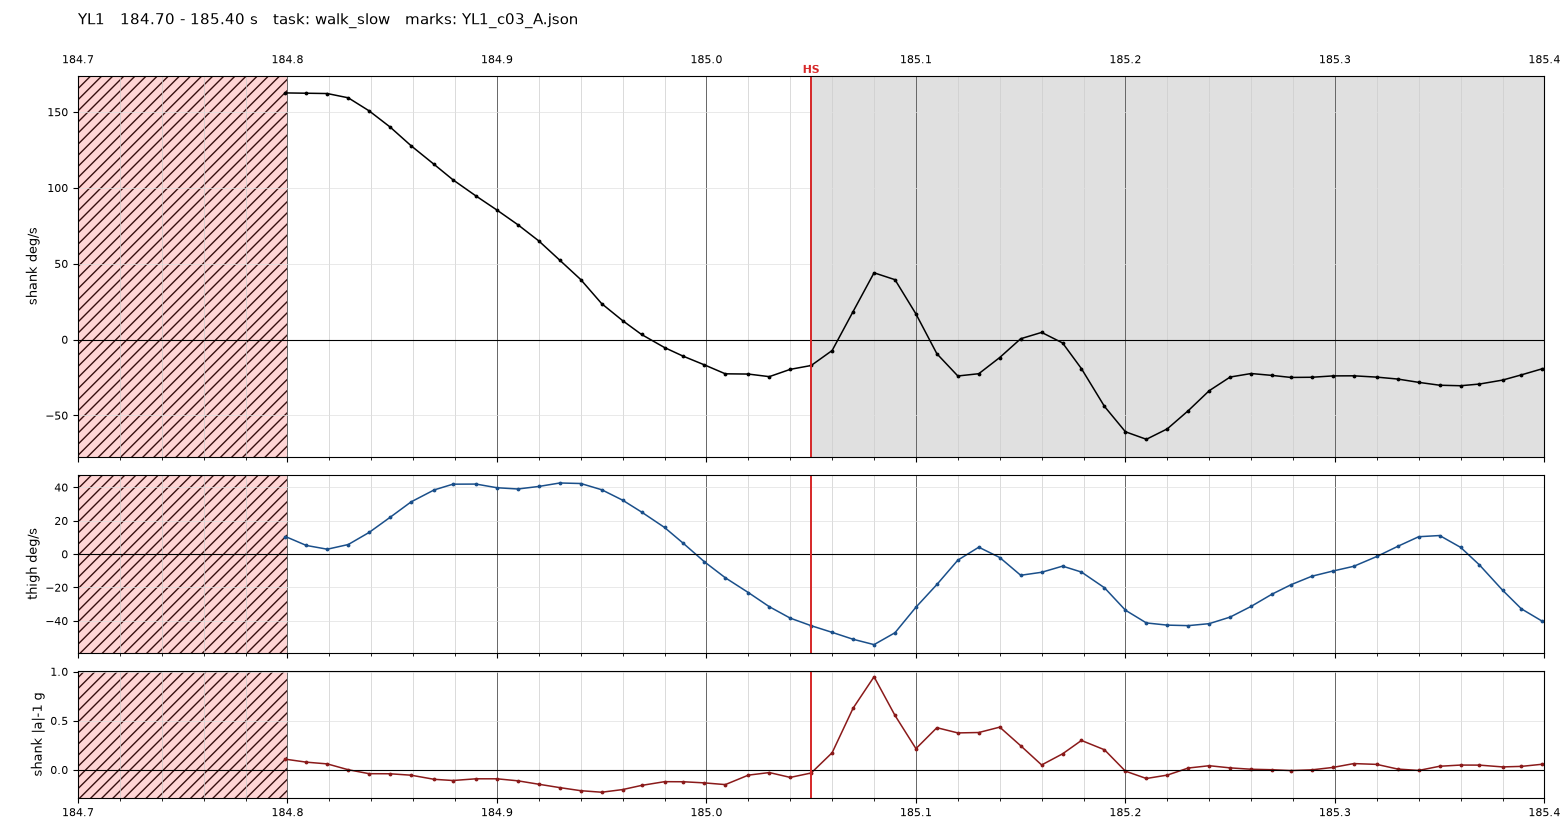 YL1   184.70 - 185.40 s   task: walk_slow   marks: YL1_c03_A.json
184.7 184.8 184.9 185.0 185.1 185.2 185.3 185.4
HS
shank deg/s
150
100
50
0
−50
thigh deg/s
40
20
0
−20
−40
shank |a|-1 g
1.0
0.5
0.0
184.7 184.8 184.9 185.0 185.1 185.2 185.3 185.4